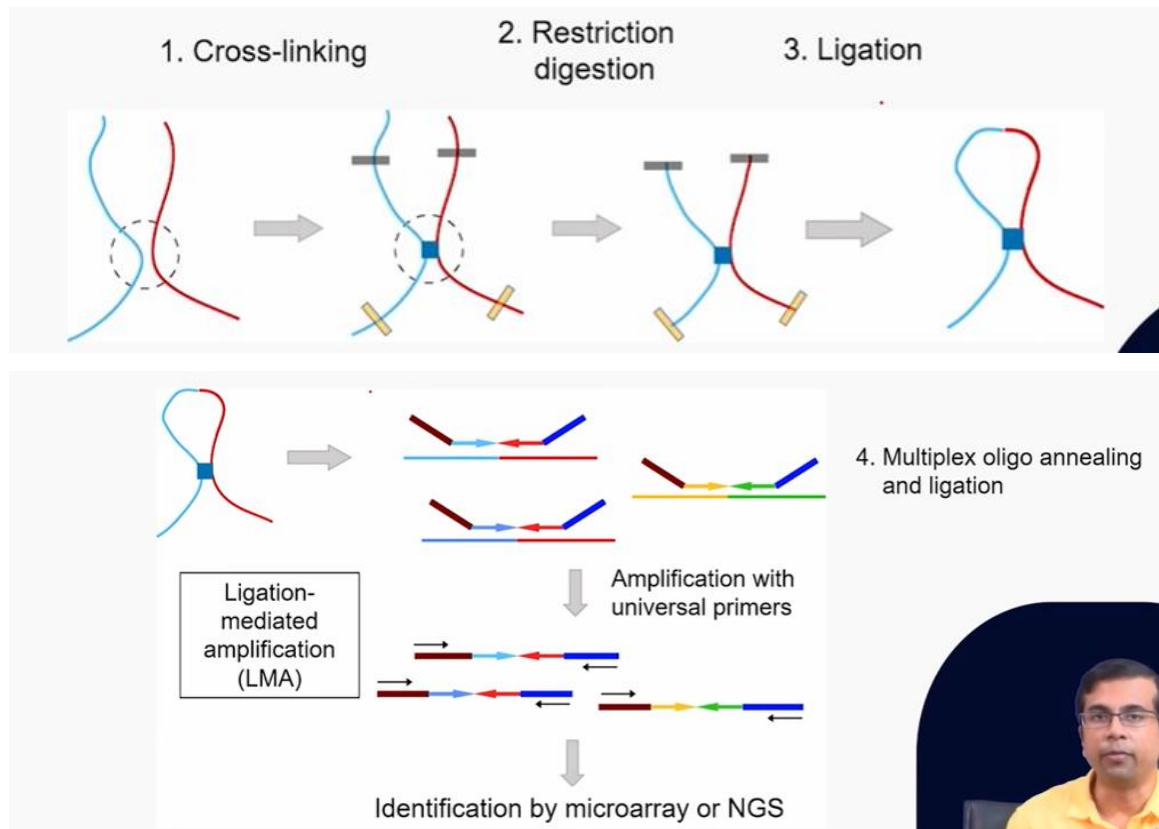 1. Cross-linking
2. Restriction
digestion
3. Ligation
4. Multiplex oligo annealing
and ligation
Ligation-
mediated
amplification
(LMA)
Amplification with
universal primers
Identification by microarray or NGS